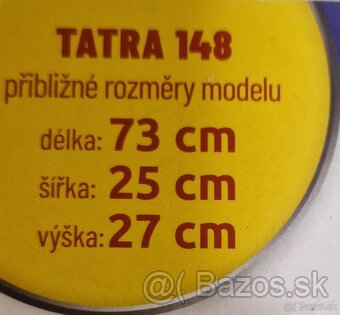 TATRA 148
přibližné rozměry modelu
délka: 73 cm
šířka: 25 cm
výška: 27 cm
Bazos.sk